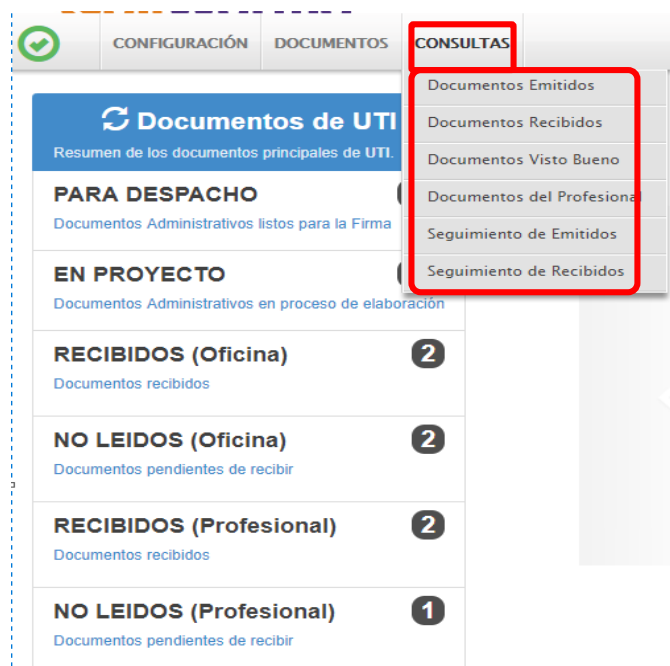 CONFIGURACIÓN DOCUMENTOS CONSULTAS
Documentos Emitidos
Documentos Recibidos
Documentos Visto Bueno
Documentos del Profesional
Seguimiento de Emitidos
Seguimiento de Recibidos
Documentos de UTI
Resumen de los documentos principales de UTI.
PARA DESPACHO
Documentos Administrativos listos para la Firma
EN PROYECTO
Documentos Administrativos en proceso de elaboración
RECIBIDOS (Oficina) 2
Documentos recibidos
NO LEIDOS (Oficina) 2
Documentos pendientes de recibir
RECIBIDOS (Profesional) 2
Documentos recibidos
NO LEIDOS (Profesional) 1
Documentos pendientes de recibir